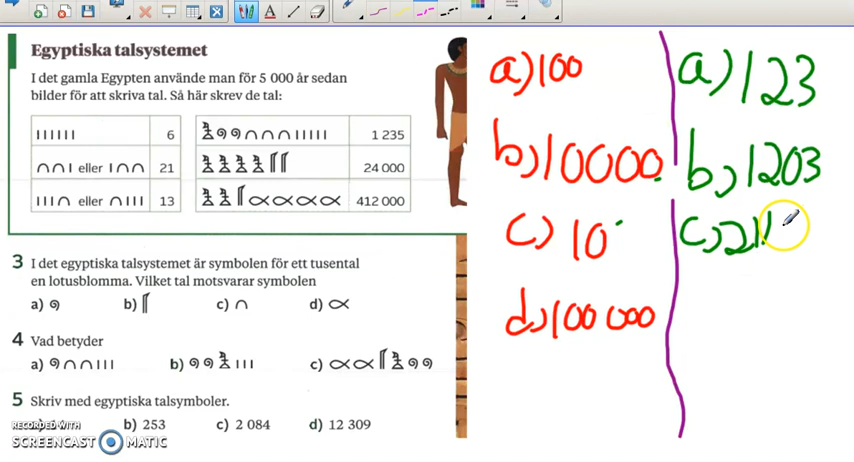 Egyptiska talsystemet
I det gamla Egypten använde man för 5 000 år sedan
bilder för att skriva tal. Så här skrev de tal:
6
1 235
eller
21
24 000
eller
13
412 000
3 I det egyptiska talsystemet är symbolen för ett tusental
en lotusblomma. Vilket tal motsvarar symbolen
a) b) c) d)
4 Vad betyder
a) b) c)
5 Skriv med egyptiska talsymboler.
b) 253 c) 2 084 d) 12 309
RECORDED WITH
SCREENCAST MATIC
a) 100
b) 10000
c) 10
d) 100 000
a) 123
b) 1203
c) 211